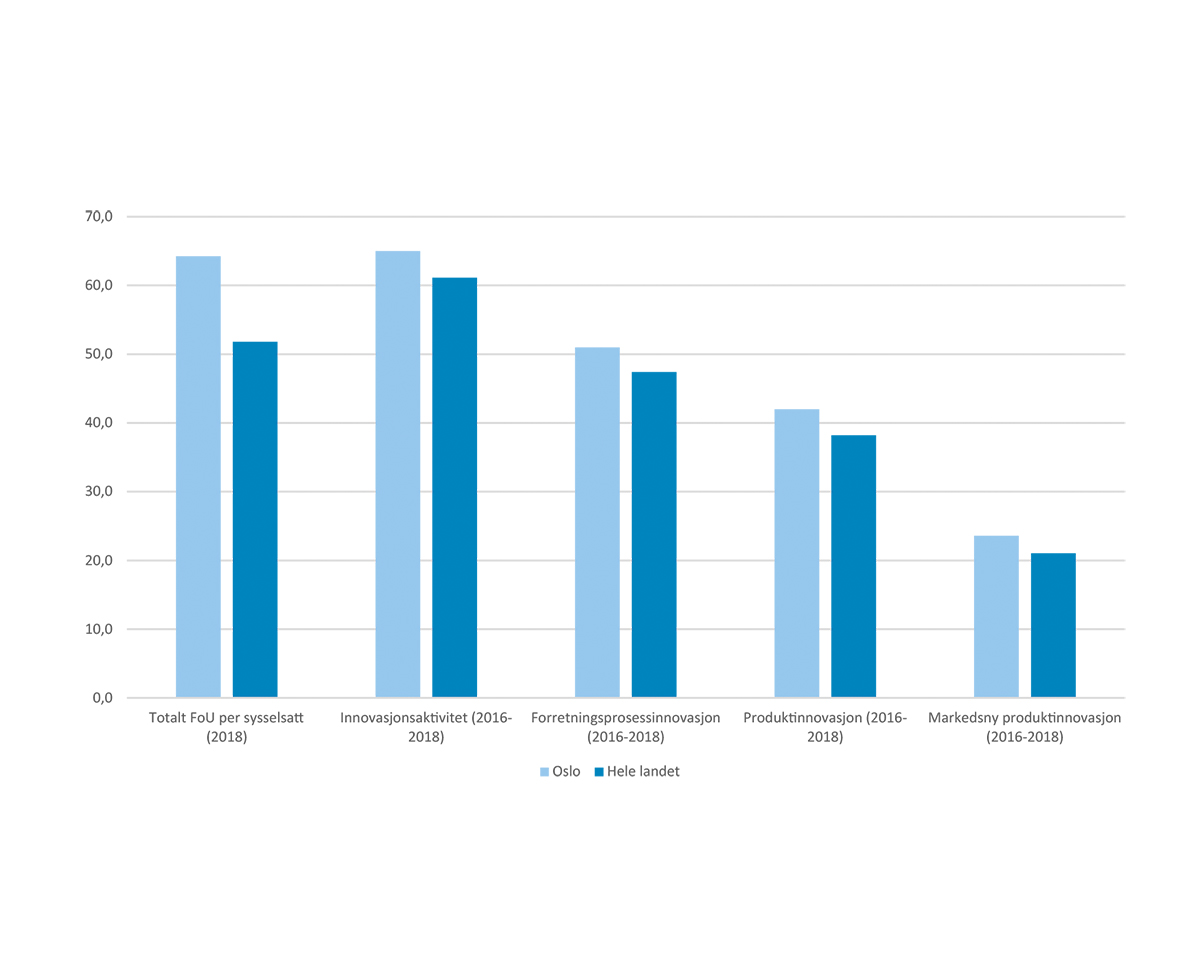 70,0
60,0
50,0
40,0
30,0
20,0
10,0
0,0
Totalt FoU per sysselsatt
(2018)
Innovasjonsaktivitet (2016-
2018)
Forretningsprosessinnovasjon
(2016-2018)
Produktinnovasjon (2016-
2018)
Markedsny produktinnovasjon
(2016-2018)
Oslo
Hele landet